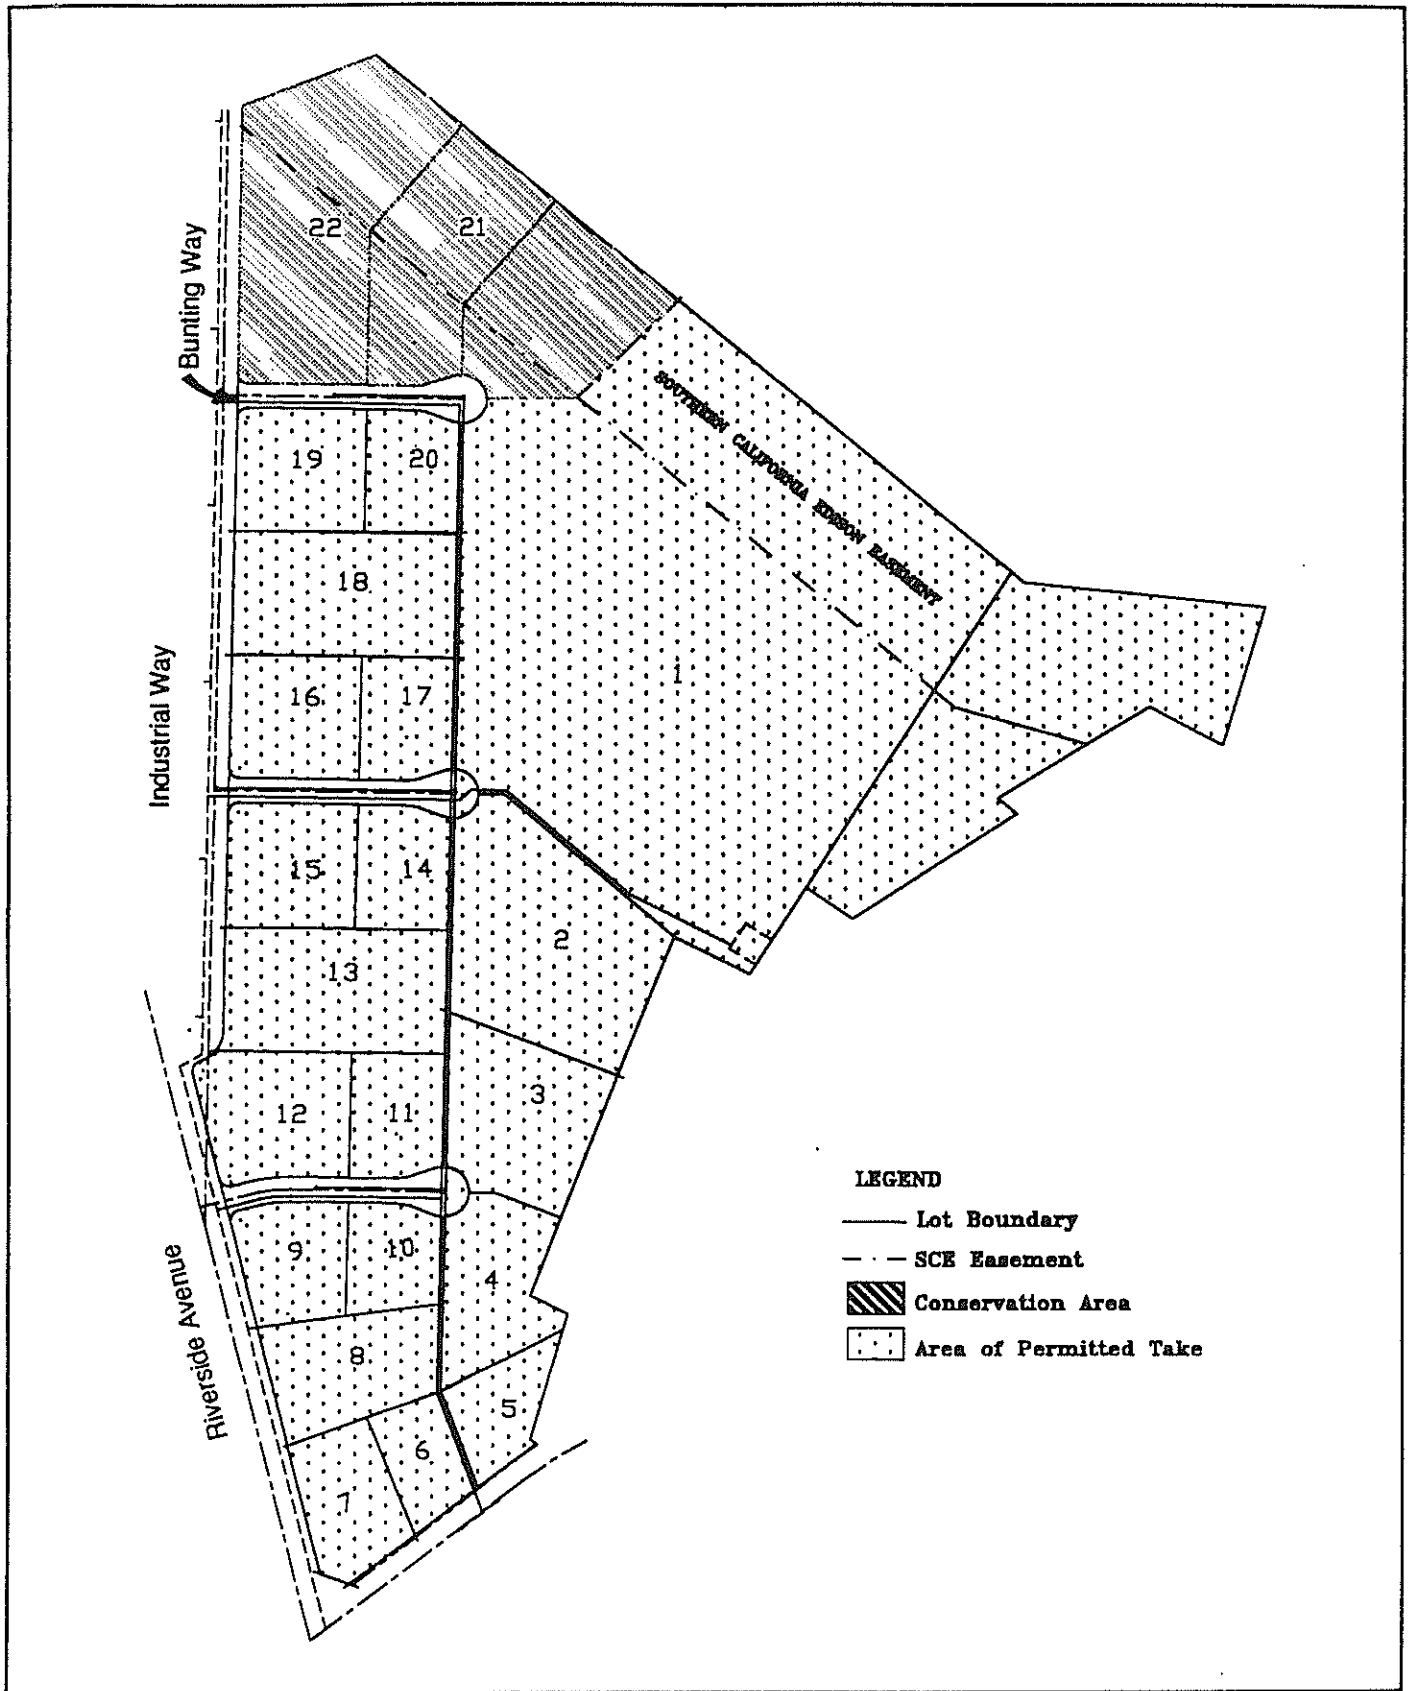 22
21
Bunting Way
19
20
SOUTHERN CALIFORNIA EDISON EASEMENT
18
1
16
17
Industrial Way
15
14
2
13
3
12
11
LEGEND
Lot Boundary
SCE Easement
Conservation Area
Area of Permitted Take
9
10
4
Riverside Avenue
8
5
6
7